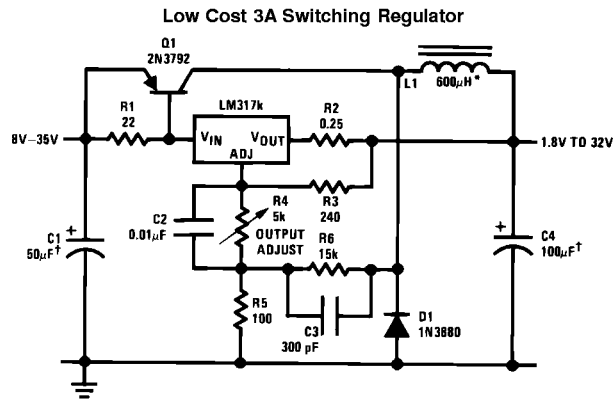 Low Cost 3A Switching Regulator
Q1
2N3792
L1
600μH*
R1
22
LM317k
R2
0.25
8V–35V
VIN
VOUT
ADJ
1.8V TO 32V
C2
0.01μF
R4
5k
OUTPUT
ADJUST
R3
240
C1
+
50μF†
R6
15k
+
C4
100μF†
R5
100
C3
300 pF
D1
1N3880